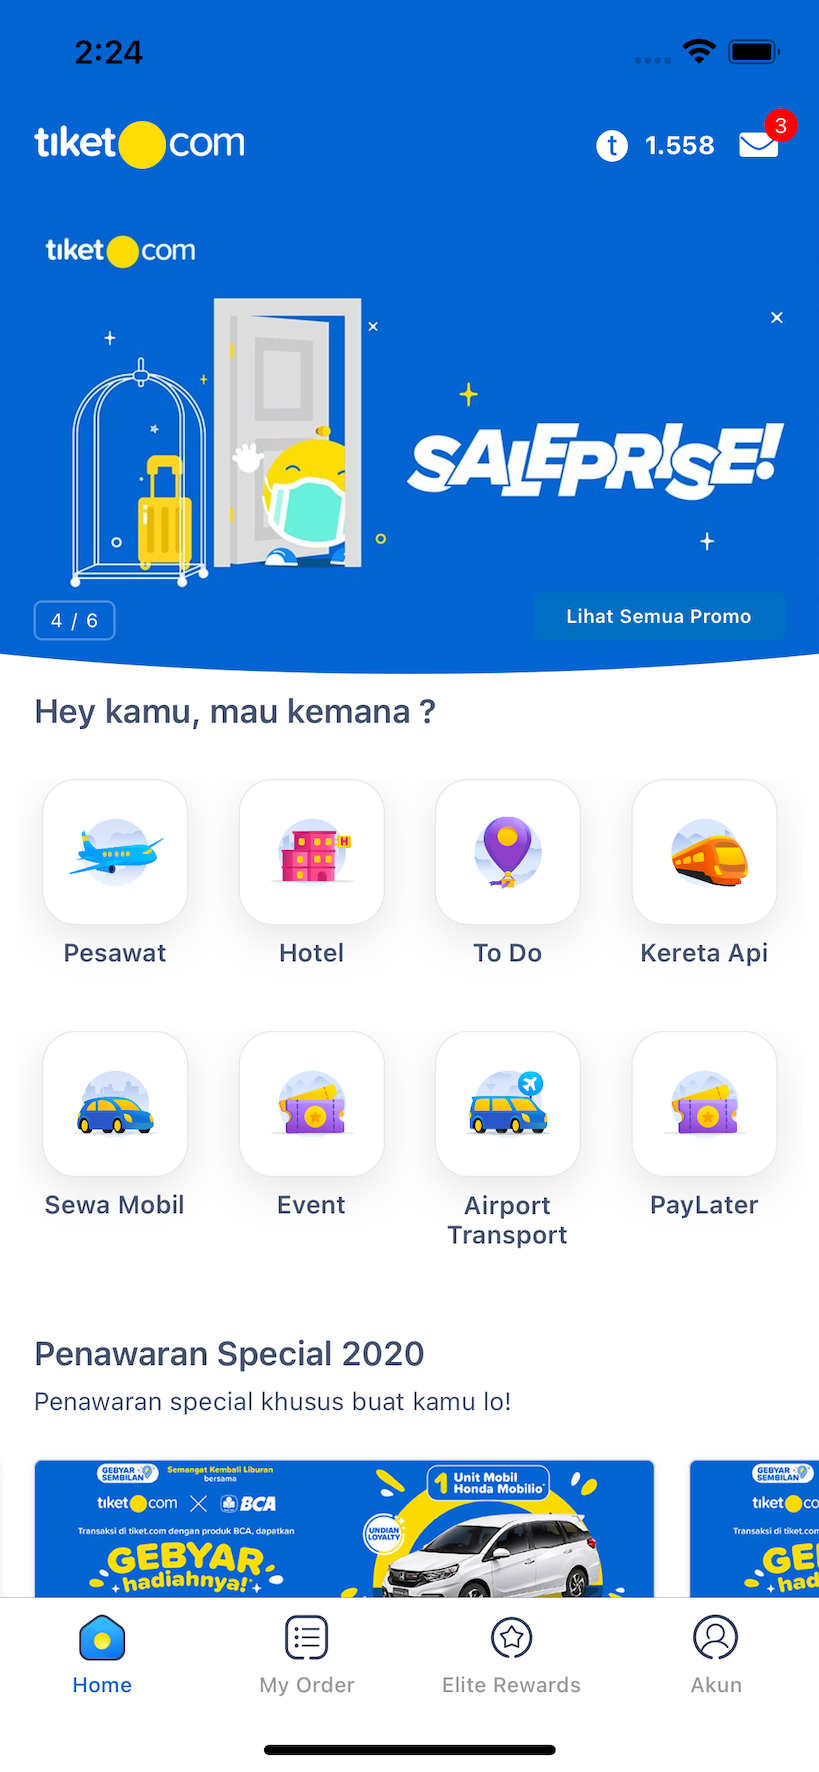 2:24
tiket com
t 1.558 3
tiket com
SALEPRISE!
4 / 6
Lihat Semua Promo
Hey kamu, mau kemana ?
Pesawat
Hotel
To Do
Kereta Api
Sewa Mobil
Event
Airport
Transport
PayLater
Penawaran Special 2020
Penawaran special khusus buat kamu lo!
GEBYAR
SEMBILAN
Semangat Kembali Liburan
bersama
tiket com X BCA
Transaksi di tiket.com dengan produk BCA, dapatkan
GEBYAR
hadiahnya!*
1 Unit Mobil
Honda Mobilio*
UNDIAN
LOYALTY
GEBYAR
SEMBILAN
tiket co
Transaksi di tiket.com
GE
had
Home
My Order
Elite Rewards
Akun